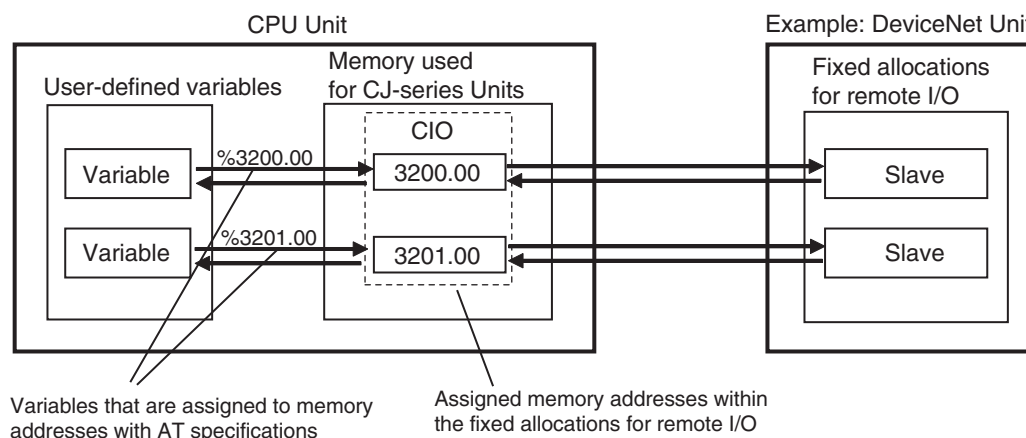 CPU Unit
Example: DeviceNet Unit
User-defined variables
Memory used
for CJ-series Units
Fixed allocations
for remote I/O
CIO
Variable
%3200.00
3200.00
Slave
Variable
%3201.00
3201.00
Slave
Variables that are assigned to memory
addresses with AT specifications
Assigned memory addresses within
the fixed allocations for remote I/O